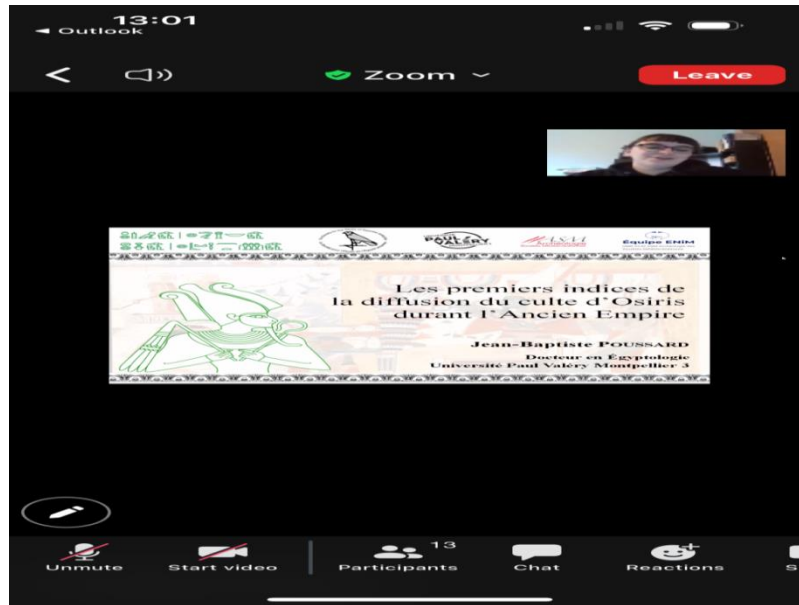 13:01
◄ Outlook
Zoom
Leave
PAUL
VALÉRY
Équipe ENiM
Les premiers indices de
la diffusion du culte d'Osiris
durant l'Ancien Empire
Jean-Baptiste POUSSARD
Docteur en Égyptologie
Université Paul Valéry Montpellier 3
13
Unmute
Start video
Participants
Chat
Reactions
S